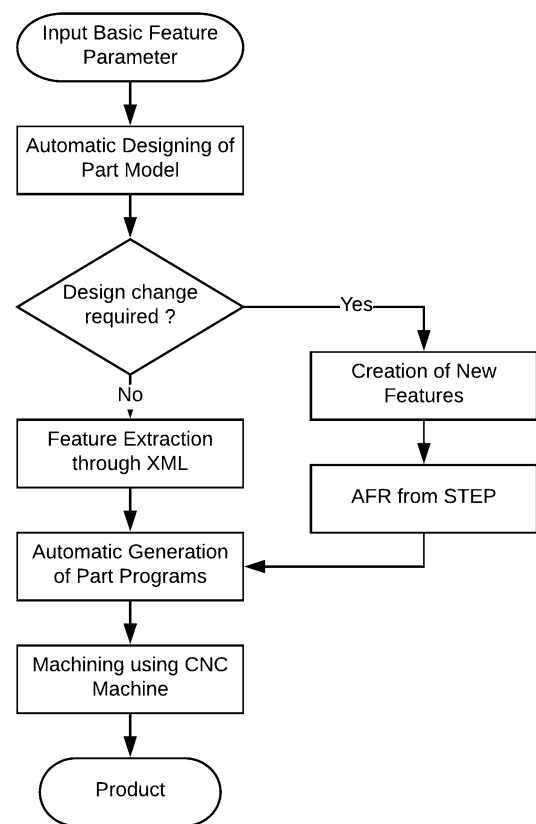 Input Basic Feature
Parameter
Automatic Designing of
Part Model
Design change
required ?
Yes
No
Creation of New
Features
Feature Extraction
through XML
AFR from STEP
Automatic Generation
of Part Programs
Machining using CNC
Machine
Product